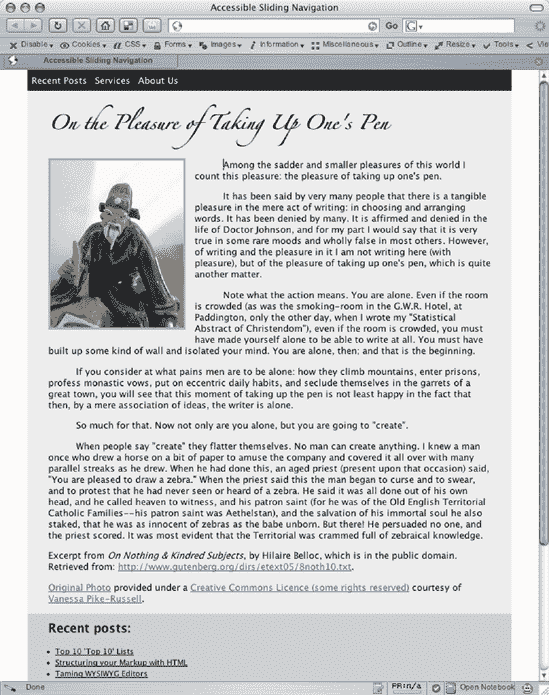 Accessible Sliding Navigation
Go
Disable Cookies CSS Forms Images Information Miscellaneous Outline Resize Tools View
Accessible Sliding Navigation
Recent Posts Services About Us
On the Pleasure of Taking Up One's Pen
Among the sadder and smaller pleasures of this world I
count this pleasure: the pleasure of taking up one's pen.
It has been said by very many people that there is a tangible
pleasure in the mere act of writing: in choosing and arranging
words. It has been denied by many. It is affirmed and denied in the
life of Doctor Johnson, and for my part I would say that it is very
true in some rare moods and wholly false in most others. However,
of writing and the pleasure in it I am not writing here (with
pleasure), but of the pleasure of taking up one's pen, which is quite
another matter.
Note what the action means. You are alone. Even if the room
is crowded (as was the smoking-room in the G.W.R. Hotel, at
Paddington, only the other day, when I wrote my "Statistical
Abstract of Christendom"), even if the room is crowded, you must
have made yourself alone to be able to write at all. You must have
built up some kind of wall and isolated your mind. You are alone, then; and that is the beginning.
If you consider at what pains men are to be alone: how they climb mountains, enter prisons,
profess monastic vows, put on eccentric daily habits, and seclude themselves in the garrets of a
great town, you will see that this moment of taking up the pen is not least happy in the fact that
then, by a mere association of ideas, the writer is alone.
So much for that. Now not only are you alone, but you are going to "create".
When people say "create" they flatter themselves. No man can create anything. I knew a man
once who drew a horse on a bit of paper to amuse the company and covered it all over with many
parallel streaks as he drew. When he had done this, an aged priest (present upon that occasion) said,
"You are pleased to draw a zebra." When the priest said this the man began to curse and to swear,
and to protest that he had never seen or heard of a zebra. He said it was all done out of his own
head, and he called heaven to witness, and his patron saint (for he was of the Old English Territorial
Catholic Families--his patron saint was Aethelstan), and the salvation of his immortal soul he also
staked, that he was as innocent of zebras as the babe unborn. But there! He persuaded no one, and
the priest scored. It was most evident that the Territorial was crammed full of zebraical knowledge.
Excerpt from On Nothing & Kindred Subjects, by Hilaire Belloc, which is in the public domain.
Retrieved from: http://www.gutenberg.org/dirs/etext05/8noth10.txt.
Original Photo provided under a Creative Commons Licence (some rights reserved) courtesy of
Vanessa Pike-Russell.
Recent posts:
Top 10 'Top 10' Lists
Structuring your Markup with HTML
Taming WYSIWYG Editors
Done Open Notebook